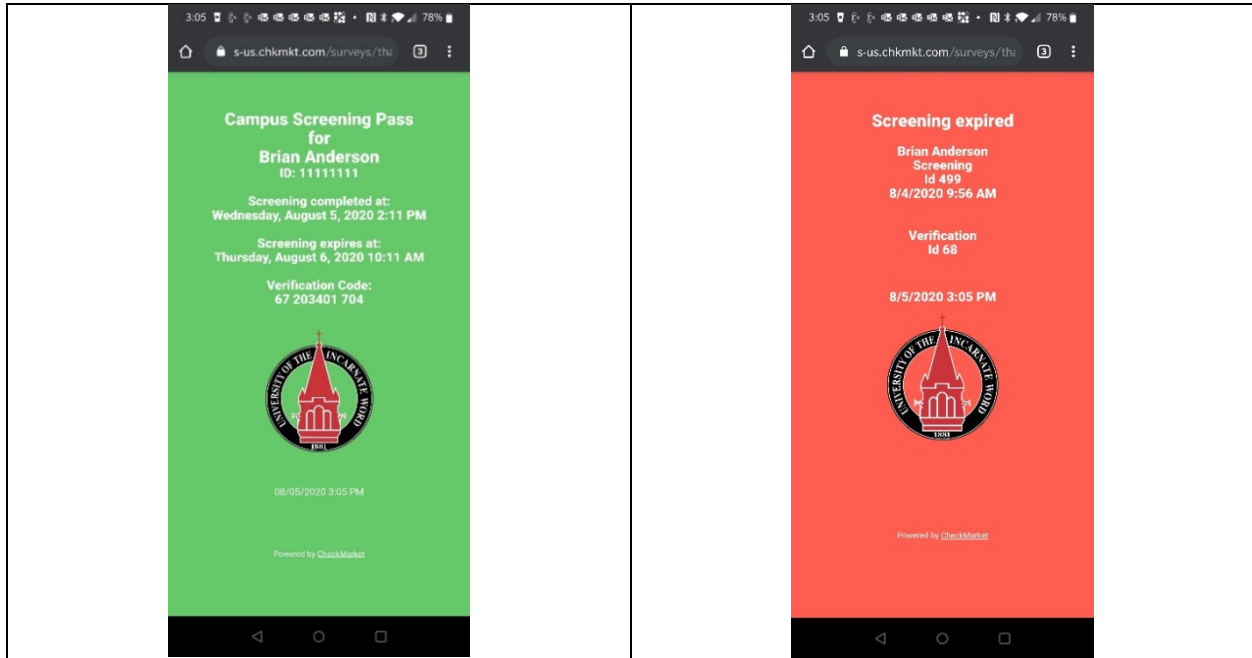 3:05
78%
s-us.chkmkt.com/surveys/tha
3
Campus Screening Pass
for
Brian Anderson
ID: 11111111
Screening completed at:
Wednesday, August 5, 2020 2:11 PM
Screening expires at:
Thursday, August 6, 2020 10:11 AM
Verification Code:
67 203401 704
UNIVERSITY OF THE INCARNATE WORD
1881
08/05/2020 3:05 PM
Powered by CheckMarket
3:05
78%
s-us.chkmkt.com/surveys/tha
3
Screening expired
Brian Anderson
Screening
Id 499
8/4/2020 9:56 AM
Verification
Id 68
8/5/2020 3:05 PM
UNIVERSITY OF THE INCARNATE WORD
1881
Powered by CheckMarket